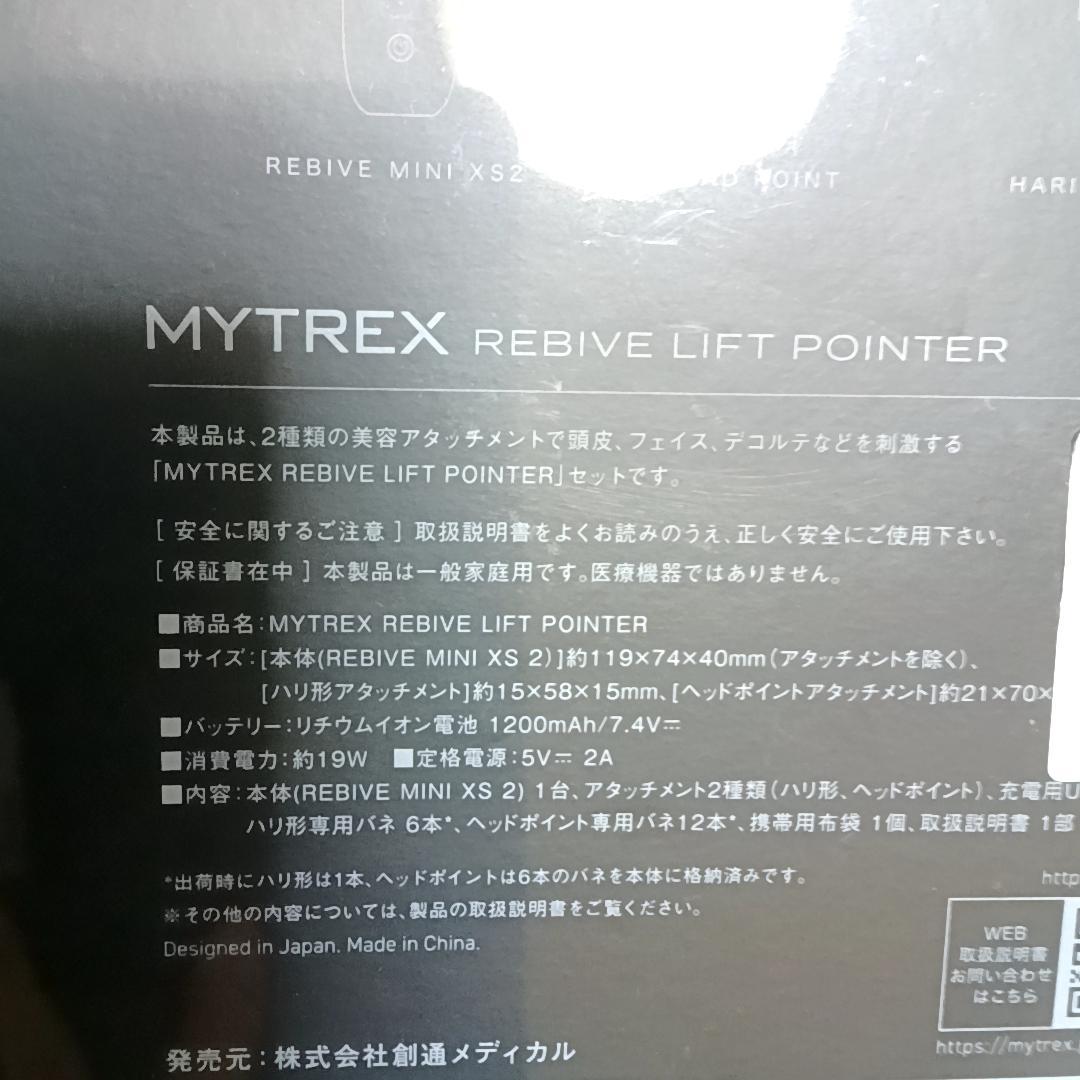 REBIVE MINI XS2
POINT
HARI
MYTREX REBIVE LIFT POINTER
本製品は、2種類の美容アタッチメントで頭皮、フェイス、デコルテなどを刺激する
「MYTREX REBIVE LIFT POINTER」セットです。
[ 安全に関するご注意 ] 取扱説明書をよくお読みのうえ、正しく安全にご使用下さい。
[ 保証書在中 ] 本製品は一般家庭用です。医療機器ではありません。
■商品名:MYTREX REBIVE LIFT POINTER
■サイズ:[本体(REBIVE MINI XS 2)]約119×74×40mm(アタッチメントを除く)、
[ハリ形アタッチメント]約15×58×15mm、[ヘッドポイントアタッチメント]約21×70×
■バッテリー:リチウムイオン電池 1200mAh/7.4V⎓
■消費電力:約19W ■定格電源:5V⎓ 2A
■内容:本体(REBIVE MINI XS 2) 1台、アタッチメント2種類(ハリ形、ヘッドポイント)、充電用U
ハリ形専用バネ 6本*、ヘッドポイント専用バネ12本*、携帯用布袋 1個、取扱説明書 1部
*出荷時にハリ形は1本、ヘッドポイントは6本のバネを本体に格納済みです。
http
※その他の内容については、製品の取扱説明書をご覧ください。
Designed in Japan. Made in China.
WEB
取扱説明書
お問い合わせ
はこちら
https://mytrex.
発売元:株式会社創通メディカル